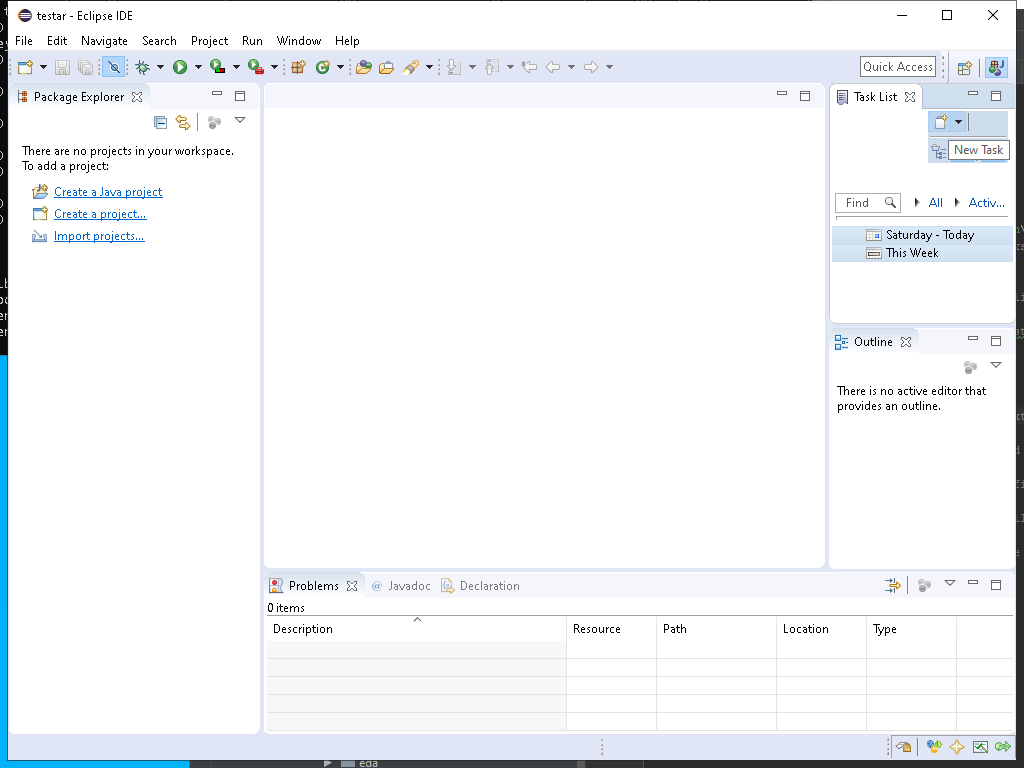 testar - Eclipse IDE
File Edit Navigate Search Project Run Window Help
Quick Access
Package Explorer
There are no projects in your workspace.
To add a project:
Create a Java project
Create a project...
Import projects...
Task List
New Task
Find All Activ...
Saturday - Today
This Week
Outline
There is no active editor that
provides an outline.
Problems @ Javadoc Declaration
0 items
Description Resource Path Location Type
eda